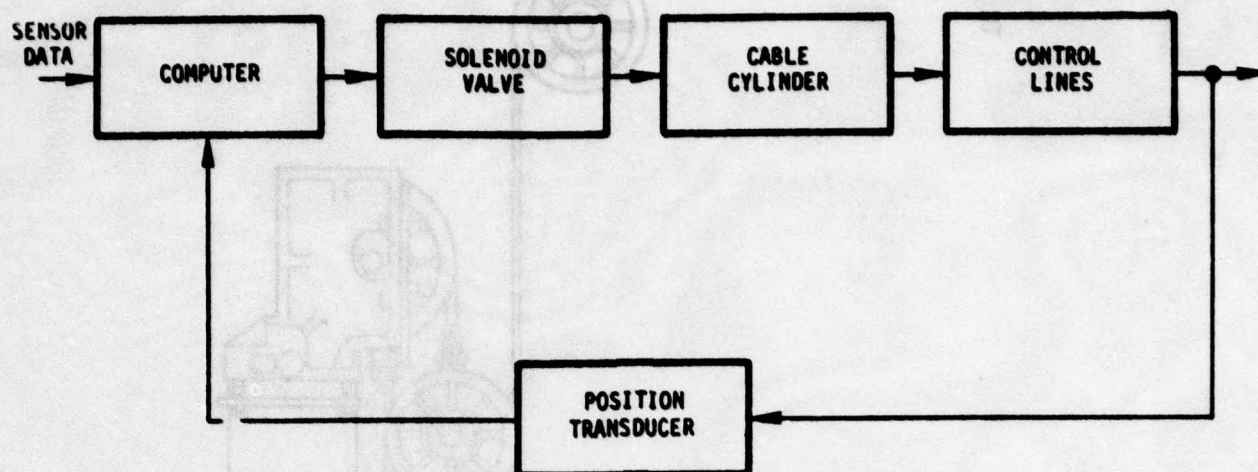 SENSOR
DATA
COMPUTER
SOLENOID
VALVE
CABLE
CYLINDER
CONTROL
LINES
POSITION
TRANSDUCER